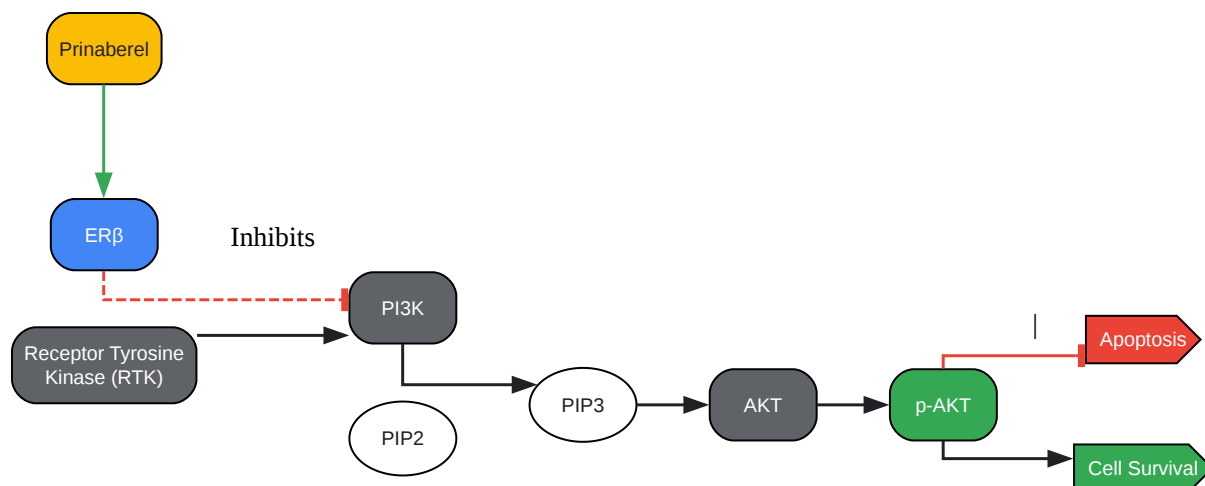 Prinaberel
ERβ
Inhibits
PI3K
Receptor Tyrosine
Kinase (RTK)
|
Apoptosis
PIP2
PIP3
AKT
p-AKT
Cell Survival